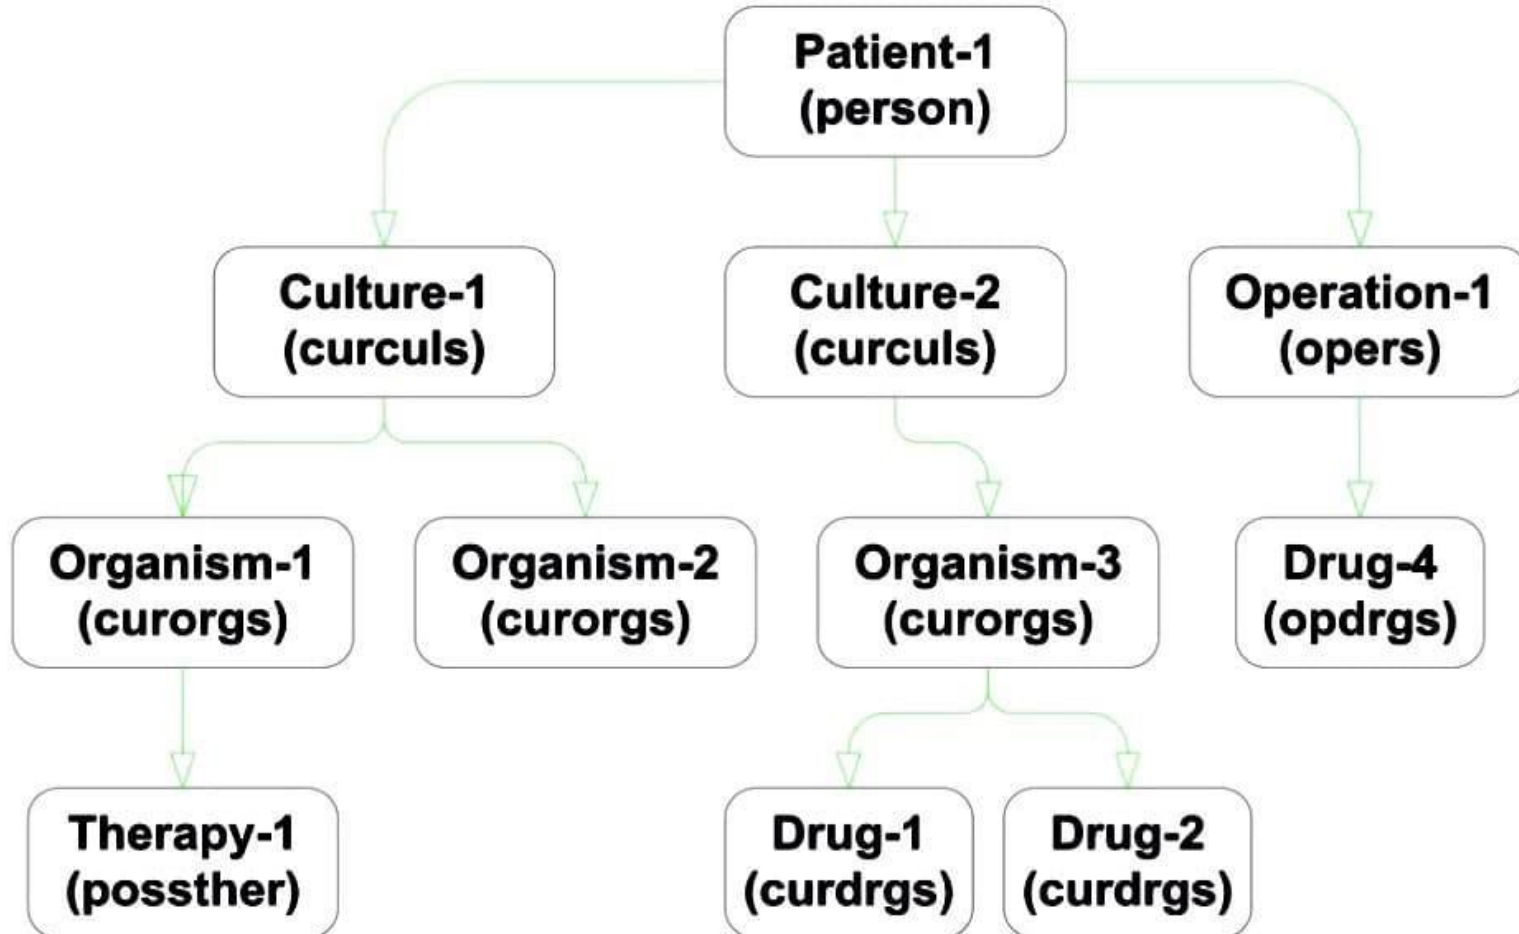 Patient-1
(person)
Culture-1
(curculs)
Culture-2
(curculs)
Operation-1
(opers)
Organism-1
(curorgs)
Organism-2
(curorgs)
Organism-3
(curorgs)
Drug-4
(opdrgs)
Therapy-1
(possther)
Drug-1
(curdrgs)
Drug-2
(curdrgs)